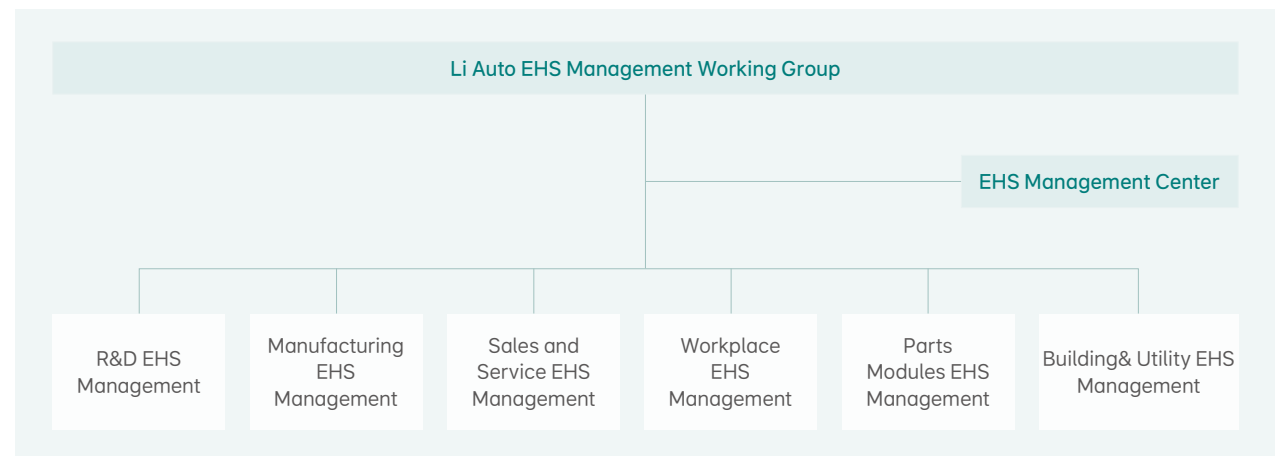 Li Auto EHS Management Working Group
EHS Management Center
R&D EHS
Management
Manufacturing
EHS
Management
Sales and
Service EHS
Management
Workplace
EHS
Management
Parts
Modules EHS
Management
Building& Utility EHS
Management